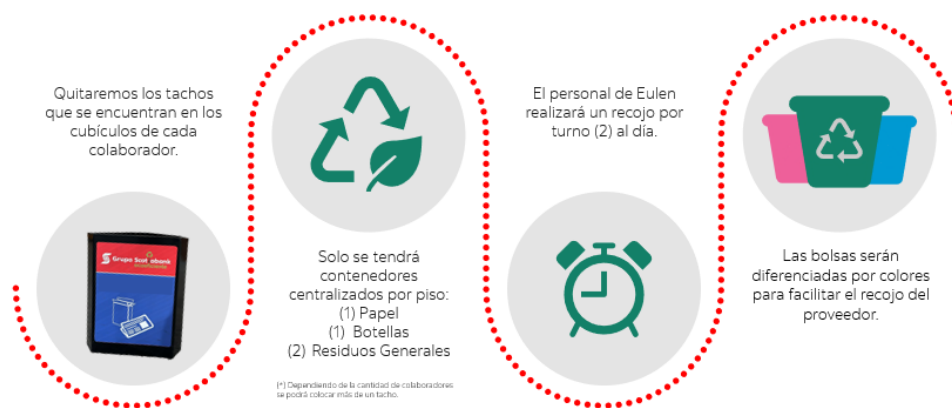 Quitaremos los tachos
que se encuentran en los
cubículos de cada
colaborador.
Grupo Scotiabank
Solo se tendrá
contenedores
centralizados por piso:
(1) Papel
(1) Botellas
(2) Residuos Generales
(*) Dependiendo de la cantidad de colaboradores
se podrá colocar más de un tacho.
El personal de Eulen
realizará un recojo por
turno (2) al día.
Las bolsas serán
diferenciadas por colores
para facilitar el recojo del
proveedor.